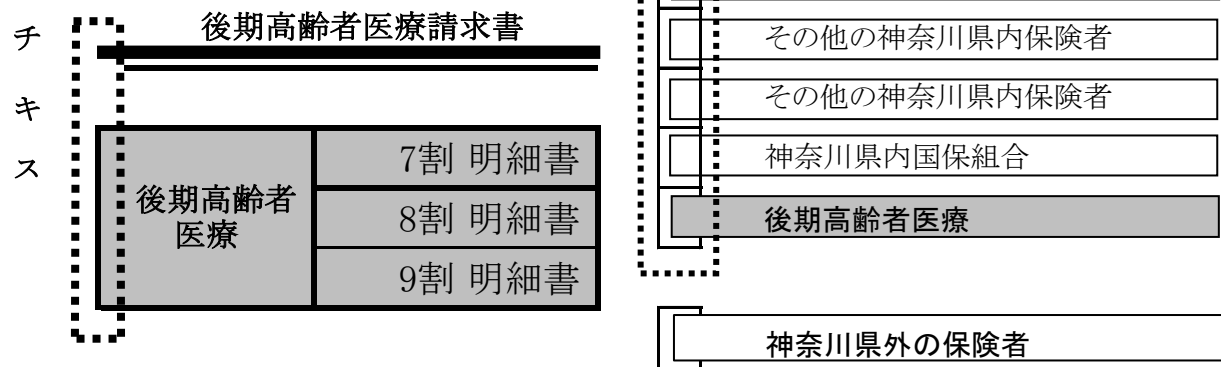 チ
キ
ス
後期高齢者医療請求書
後期高齢者
医療
7割 明細書
8割 明細書
9割 明細書
その他の神奈川県内保険者
その他の神奈川県内保険者
神奈川県内国保組合
後期高齢者医療
神奈川県外の保険者